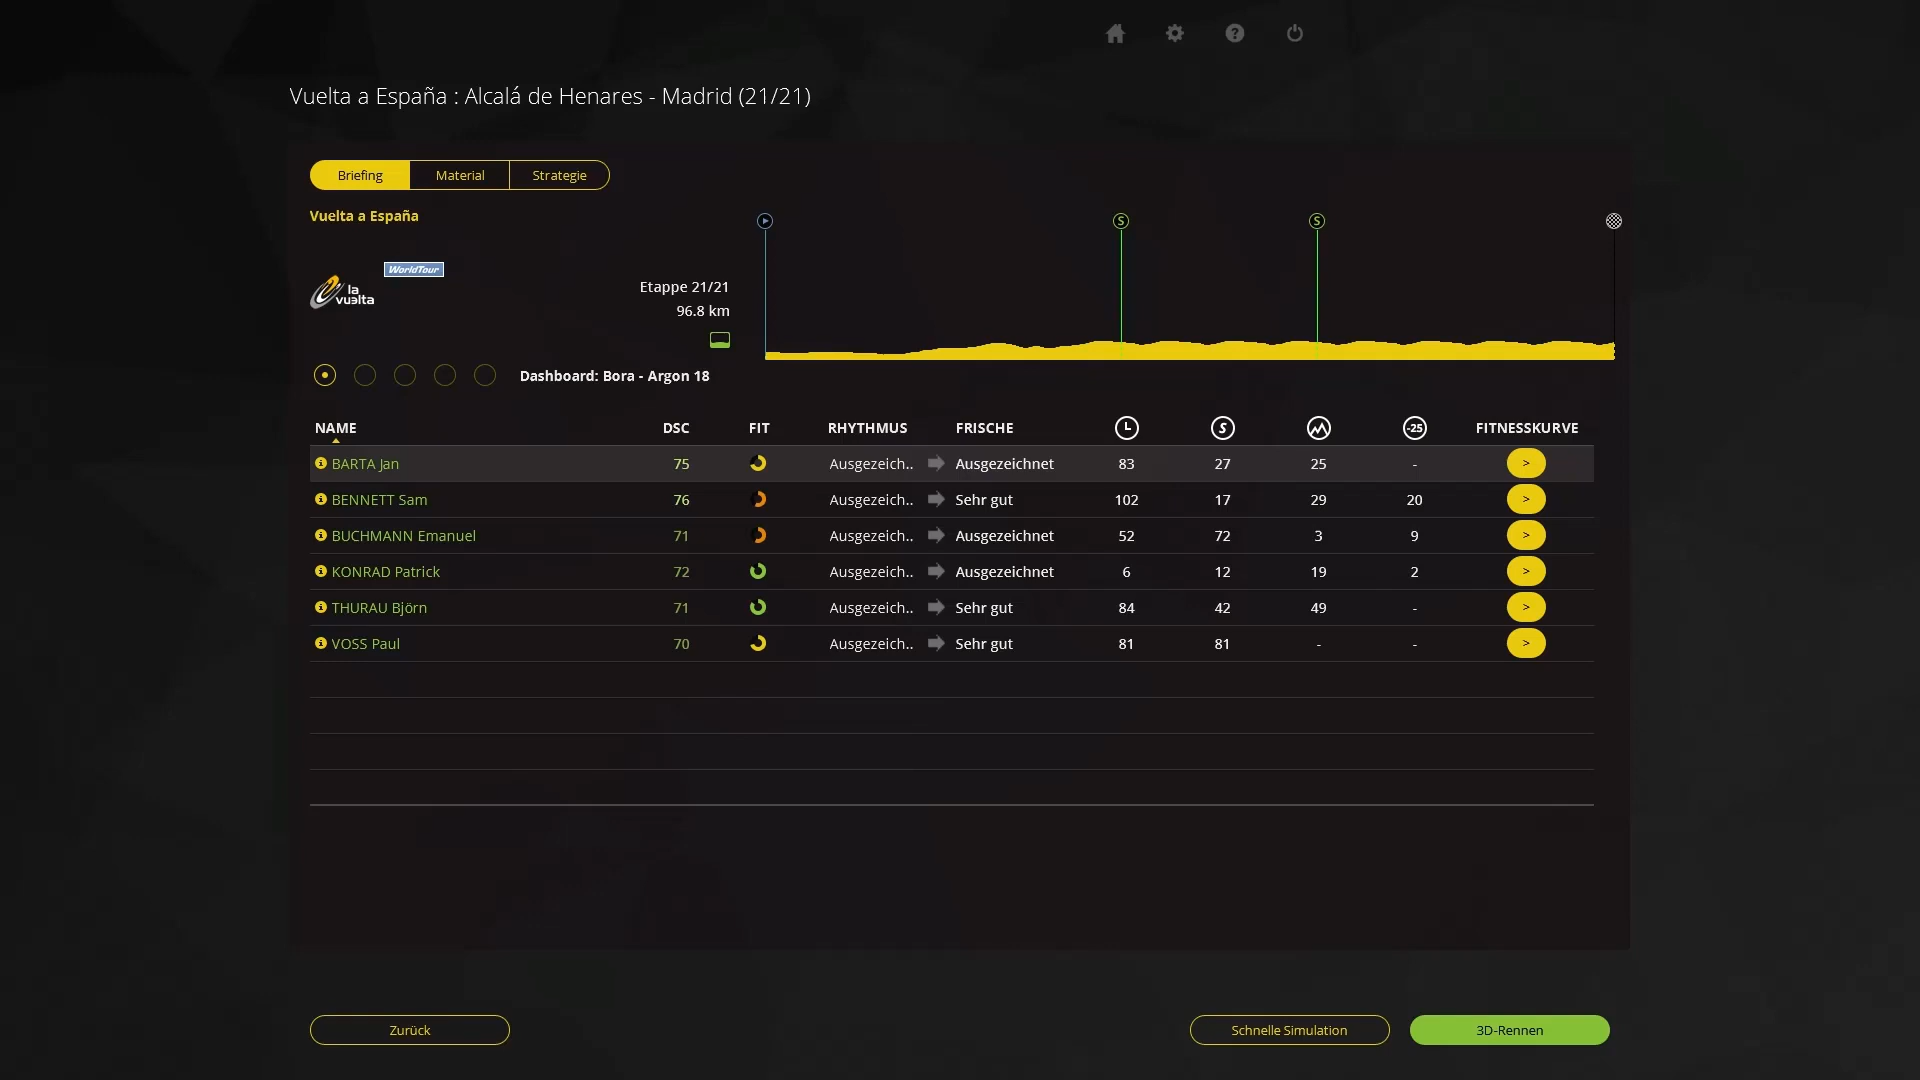 Vuelta a España : Alcalá de Henares - Madrid (21/21)
Briefing Material Strategie
Vuelta a España
S S
WorldTour
la vuelta
Etappe 21/21
96.8 km
Dashboard: Bora - Argon 18
NAME DSC FIT RHYTHMUS FRISCHE S -25 FITNESSKURVE
BARTA Jan 75 Ausgezeich.. Ausgezeichnet 83 27 25 - >
BENNETT Sam 76 Ausgezeich.. Sehr gut 102 17 29 20 >
BUCHMANN Emanuel 71 Ausgezeich.. Ausgezeichnet 52 72 3 9 >
KONRAD Patrick 72 Ausgezeich.. Ausgezeichnet 6 12 19 2 >
THURAU Björn 71 Ausgezeich.. Sehr gut 84 42 49 - >
VOSS Paul 70 Ausgezeich.. Sehr gut 81 81 - - >
Zurück Schnelle Simulation 3D-Rennen